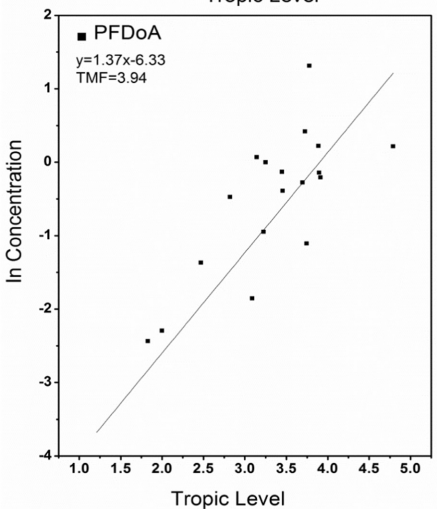 Tropic Level
PFDoA
y=1.37x-6.33
TMF=3.94
2
1
0
-1
-2
-3
-4
In Concentration
1.0 1.5 2.0 2.5 3.0 3.5 4.0 4.5 5.0
Tropic Level